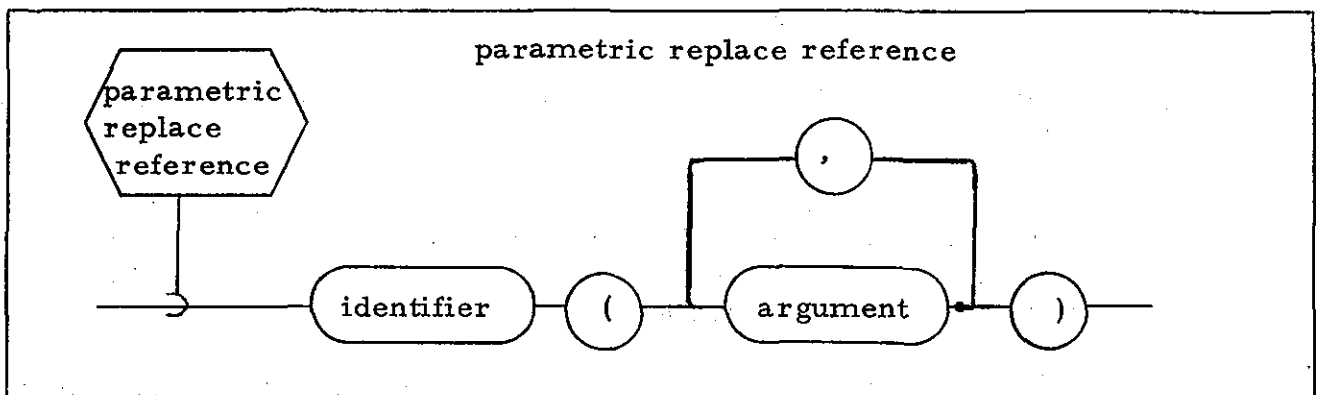 parametric replace reference
parametric
replace
reference
,
identifier ( argument )